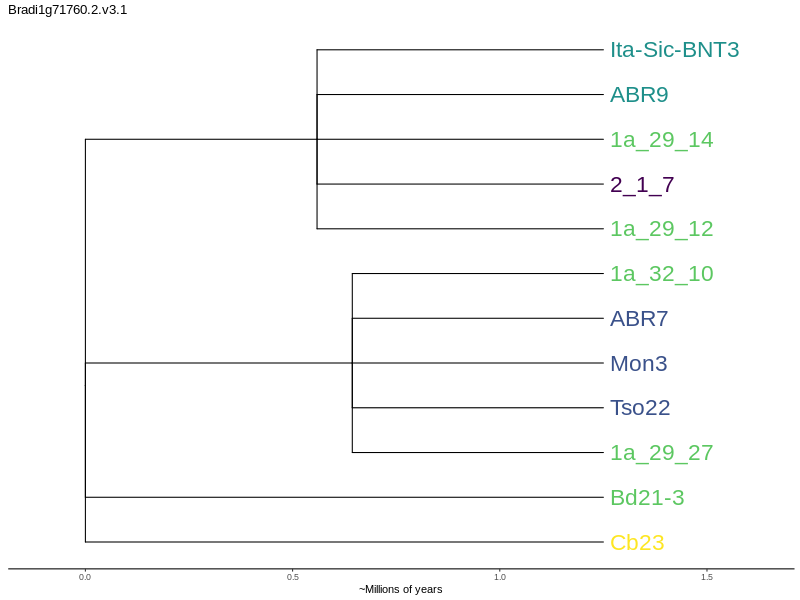 Bradi1g71760.2.v3.1
Ita-Sic-BNT3
ABR9
1a_29_14
2_1_7
1a_29_12
1a_32_10
ABR7
Mon3
Tso22
1a_29_27
Bd21-3
Cb23
0.0 0.5 1.0 1.5
~Millions of years